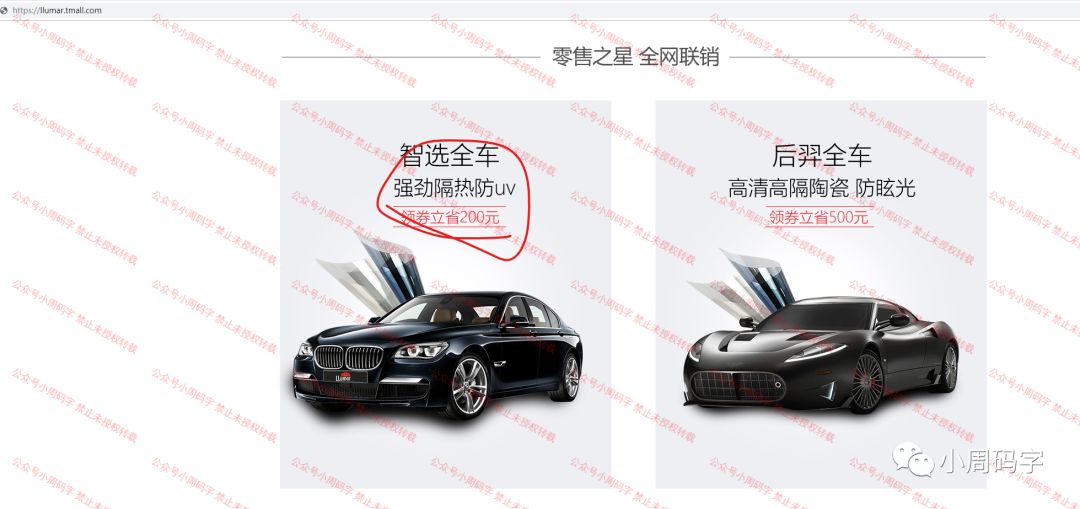 https://llumar.tmall.com
零售之星 全网联销
智选全车
强劲隔热防uv
领券立省200元
后羿全车
高清高隔陶瓷 防眩光
领券立省500元
LLumar
小周码字
公众号小周码字 禁止未授权转载